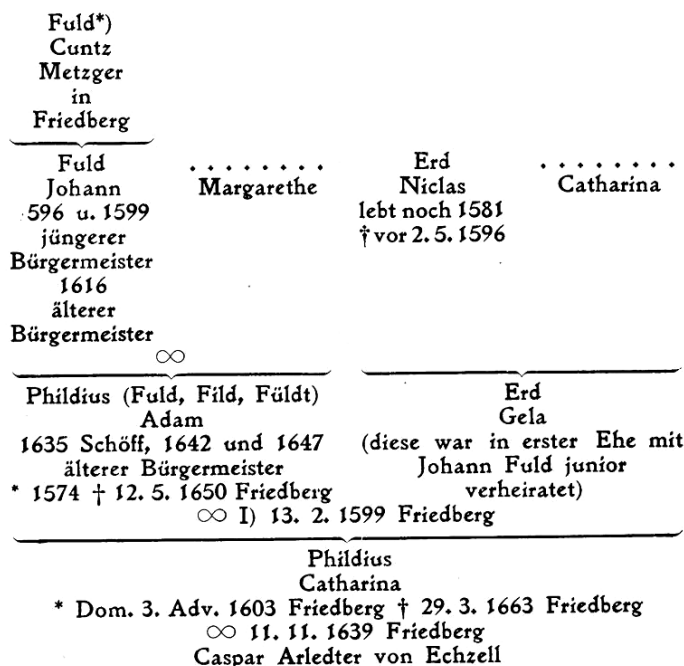 Fuld*)
Cuntz
Metzger
in
Friedberg
Fuld
Johann
596 u. 1599
jüngerer
Bürgermeister
1616
älterer
Bürgermeister
∞
. . . . . . . .
Margarethe
Erd
Niclas
lebt noch 1581
† vor 2. 5. 1596
. . . . . . . .
Catharina
Phildius (Fuld, Fild, Füldt)
Adam
1635 Schöff, 1642 und 1647
älterer Bürgermeister
* 1574 † 12. 5. 1650 Friedberg
Erd
Gela
(diese war in erster Ehe mit
Johann Fuld junior
verheiratet)
∞ I) 13. 2. 1599 Friedberg
Phildius
Catharina
* Dom. 3. Adv. 1603 Friedberg † 29. 3. 1663 Friedberg
∞ 11. 11. 1639 Friedberg
Caspar Arledter von Echzell